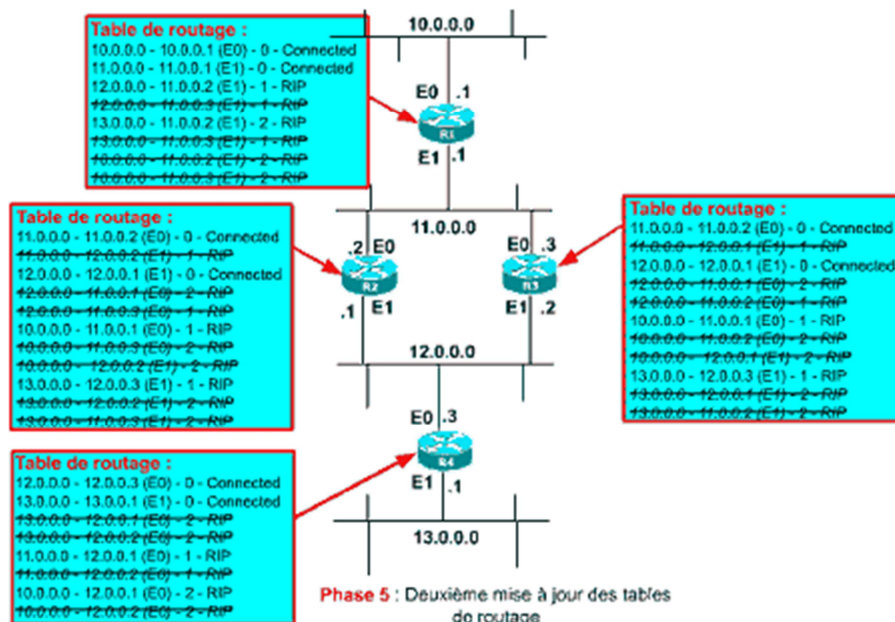 10.0.0.0
Table de routage :
10.0.0.0 - 10.0.0.1 (E0) - 0 - Connected
11.0.0.0 - 11.0.0.1 (E1) - 0 - Connected
12.0.0.0 - 11.0.0.2 (E1) - 1 - RIP
12.0.0.0 - 11.0.0.3 (E1) - 1 - RIP
13.0.0.0 - 11.0.0.2 (E1) - 2 - RIP
13.0.0.0 - 11.0.0.3 (E1) - 1 - RIP
10.0.0.0 - 11.0.0.2 (E1) - 2 - RIP
10.0.0.0 - 11.0.0.3 (E1) - 2 - RIP
E0 .1
R1
E1 .1
11.0.0.0
Table de routage :
11.0.0.0 - 11.0.0.2 (E0) - 0 - Connected
11.0.0.0 - 12.0.0.2 (E1) - 1 - RIP
12.0.0.0 - 12.0.0.1 (E1) - 0 - Connected
12.0.0.0 - 11.0.0.1 (E0) - 2 - RIP
12.0.0.0 - 11.0.0.3 (E0) - 1 - RIP
10.0.0.0 - 11.0.0.1 (E0) - 1 - RIP
10.0.0.0 - 11.0.0.3 (E0) - 2 - RIP
10.0.0.0 - 12.0.0.2 (E1) - 2 - RIP
13.0.0.0 - 12.0.0.3 (E1) - 1 - RIP
13.0.0.0 - 12.0.0.2 (E1) - 2 - RIP
13.0.0.0 - 11.0.0.3 (E1) - 2 - RIP
.2 E0
R2
.1 E1
E0 .3
R3
E1 .2
Table de routage :
11.0.0.0 - 11.0.0.2 (E0) - 0 - Connected
11.0.0.0 - 12.0.0.1 (E1) - 1 - RIP
12.0.0.0 - 12.0.0.1 (E1) - 0 - Connected
12.0.0.0 - 11.0.0.1 (E0) - 2 - RIP
12.0.0.0 - 11.0.0.2 (E0) - 1 - RIP
10.0.0.0 - 11.0.0.1 (E0) - 1 - RIP
10.0.0.0 - 11.0.0.2 (E0) - 2 - RIP
10.0.0.0 - 12.0.0.1 (E1) - 2 - RIP
13.0.0.0 - 12.0.0.3 (E1) - 1 - RIP
13.0.0.0 - 12.0.0.1 (E1) - 2 - RIP
13.0.0.0 - 11.0.0.2 (E1) - 2 - RIP
12.0.0.0
E0 .3
R4
E1 .1
Table de routage :
12.0.0.0 - 12.0.0.3 (E0) - 0 - Connected
13.0.0.0 - 13.0.0.1 (E1) - 0 - Connected
13.0.0.0 - 12.0.0.1 (E0) - 2 - RIP
13.0.0.0 - 12.0.0.2 (E0) - 2 - RIP
11.0.0.0 - 12.0.0.1 (E0) - 1 - RIP
11.0.0.0 - 12.0.0.2 (E0) - 1 - RIP
10.0.0.0 - 12.0.0.1 (E0) - 2 - RIP
10.0.0.0 - 12.0.0.2 (E0) - 2 - RIP
13.0.0.0
Phase 5 : Deuxième mise à jour des tables
de routage